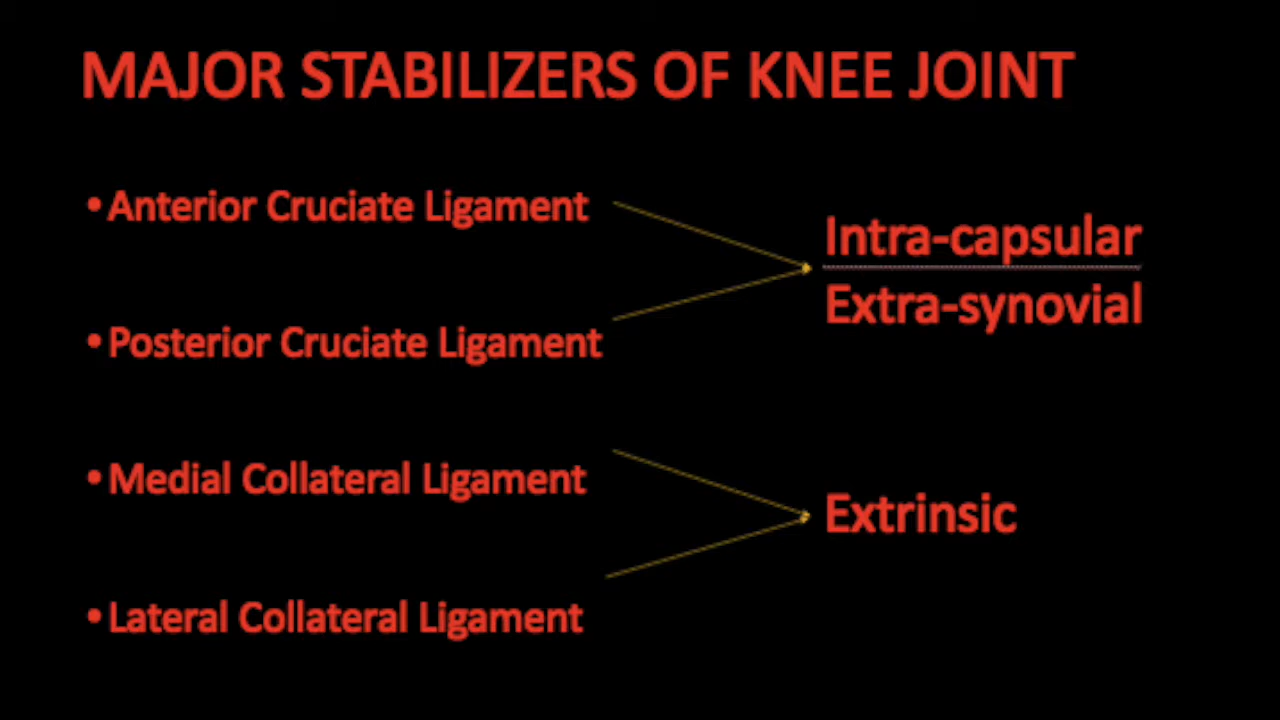 MAJOR STABILIZERS OF KNEE JOINT
• Anterior Cruciate Ligament
• Posterior Cruciate Ligament
Intra-capsular
Extra-synovial
• Medial Collateral Ligament
• Lateral Collateral Ligament
Extrinsic